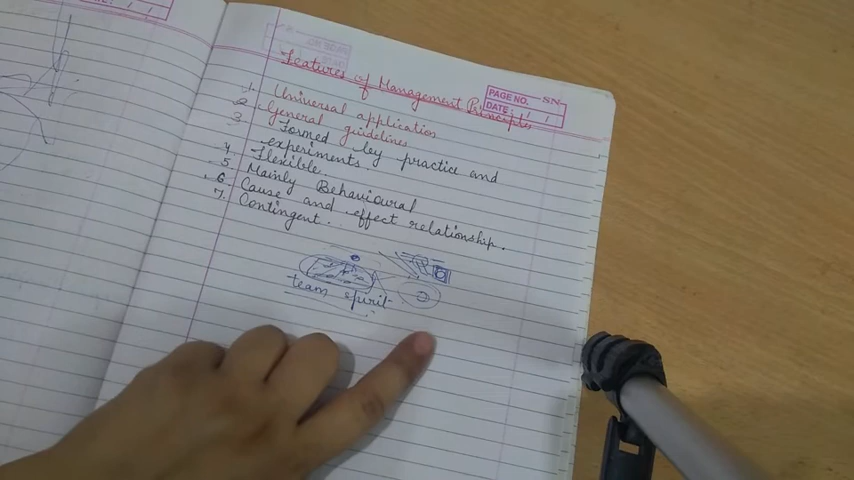 Features of Management Principles
PAGE NO. SN
DATE: / /
1. Universal application
2. General guidelines
3. Formed by practice and
experiments.
4. Flexible.
5. Mainly Behavioural
6. Cause and effect relationship.
7. Contingent.
team spirit